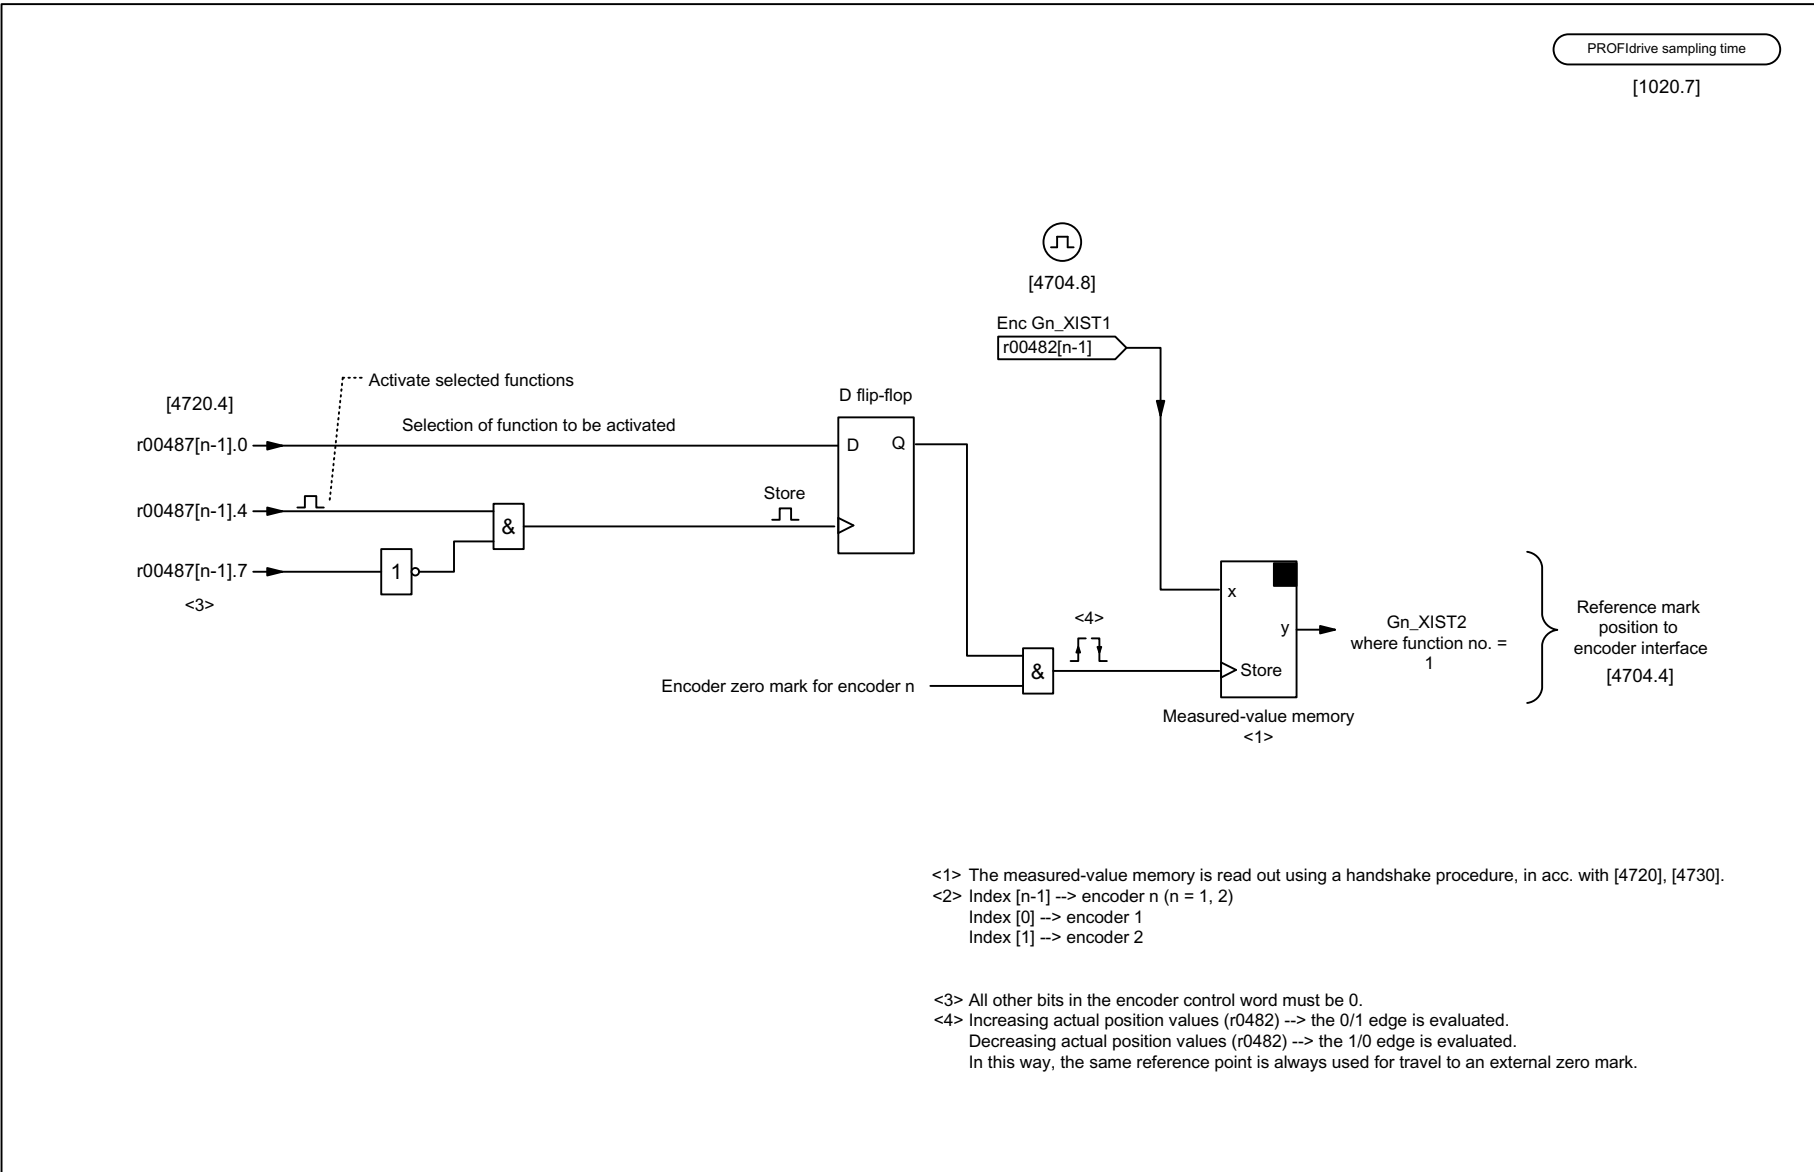 PROFIdrive sampling time
[1020.7]
[4704.8]
Enc Gn_XIST1
r00482[n-1]
Activate selected functions
[4720.4]
D flip-flop
Selection of function to be activated
r00487[n-1].0
D
Q
Store
r00487[n-1].4
&
r00487[n-1].7
1
<3>
x
<4>
y
Gn_XIST2
where function no. =
1
Reference mark
position to
encoder interface
[4704.4]
&
Store
Encoder zero mark for encoder n
Measured-value memory
<1>
<1> The measured-value memory is read out using a handshake procedure, in acc. with [4720], [4730].
<2> Index [n-1] --> encoder n (n = 1, 2)
Index [0] --> encoder 1
Index [1] --> encoder 2
<3> All other bits in the encoder control word must be 0.
<4> Increasing actual position values (r0482) --> the 0/1 edge is evaluated.
Decreasing actual position values (r0482) --> the 1/0 edge is evaluated.
In this way, the same reference point is always used for travel to an external zero mark.